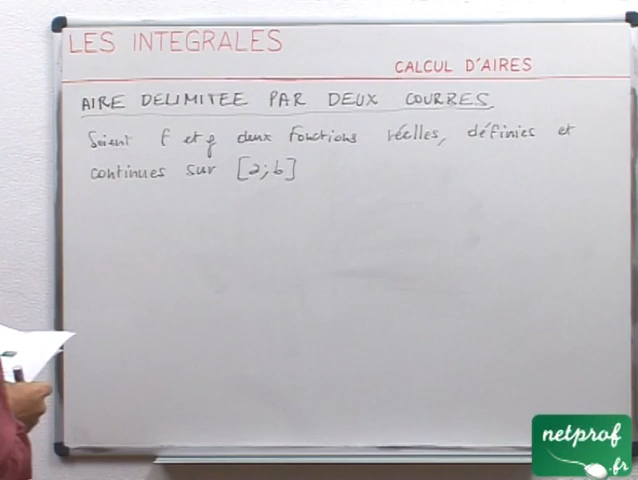 LES INTEGRALES
CALCUL D'AIRES
AIRE DELIMITEE PAR DEUX COURBES
Soient f et g deux fonctions réelles, définies et
continues sur [a;b]
netprof
.fr